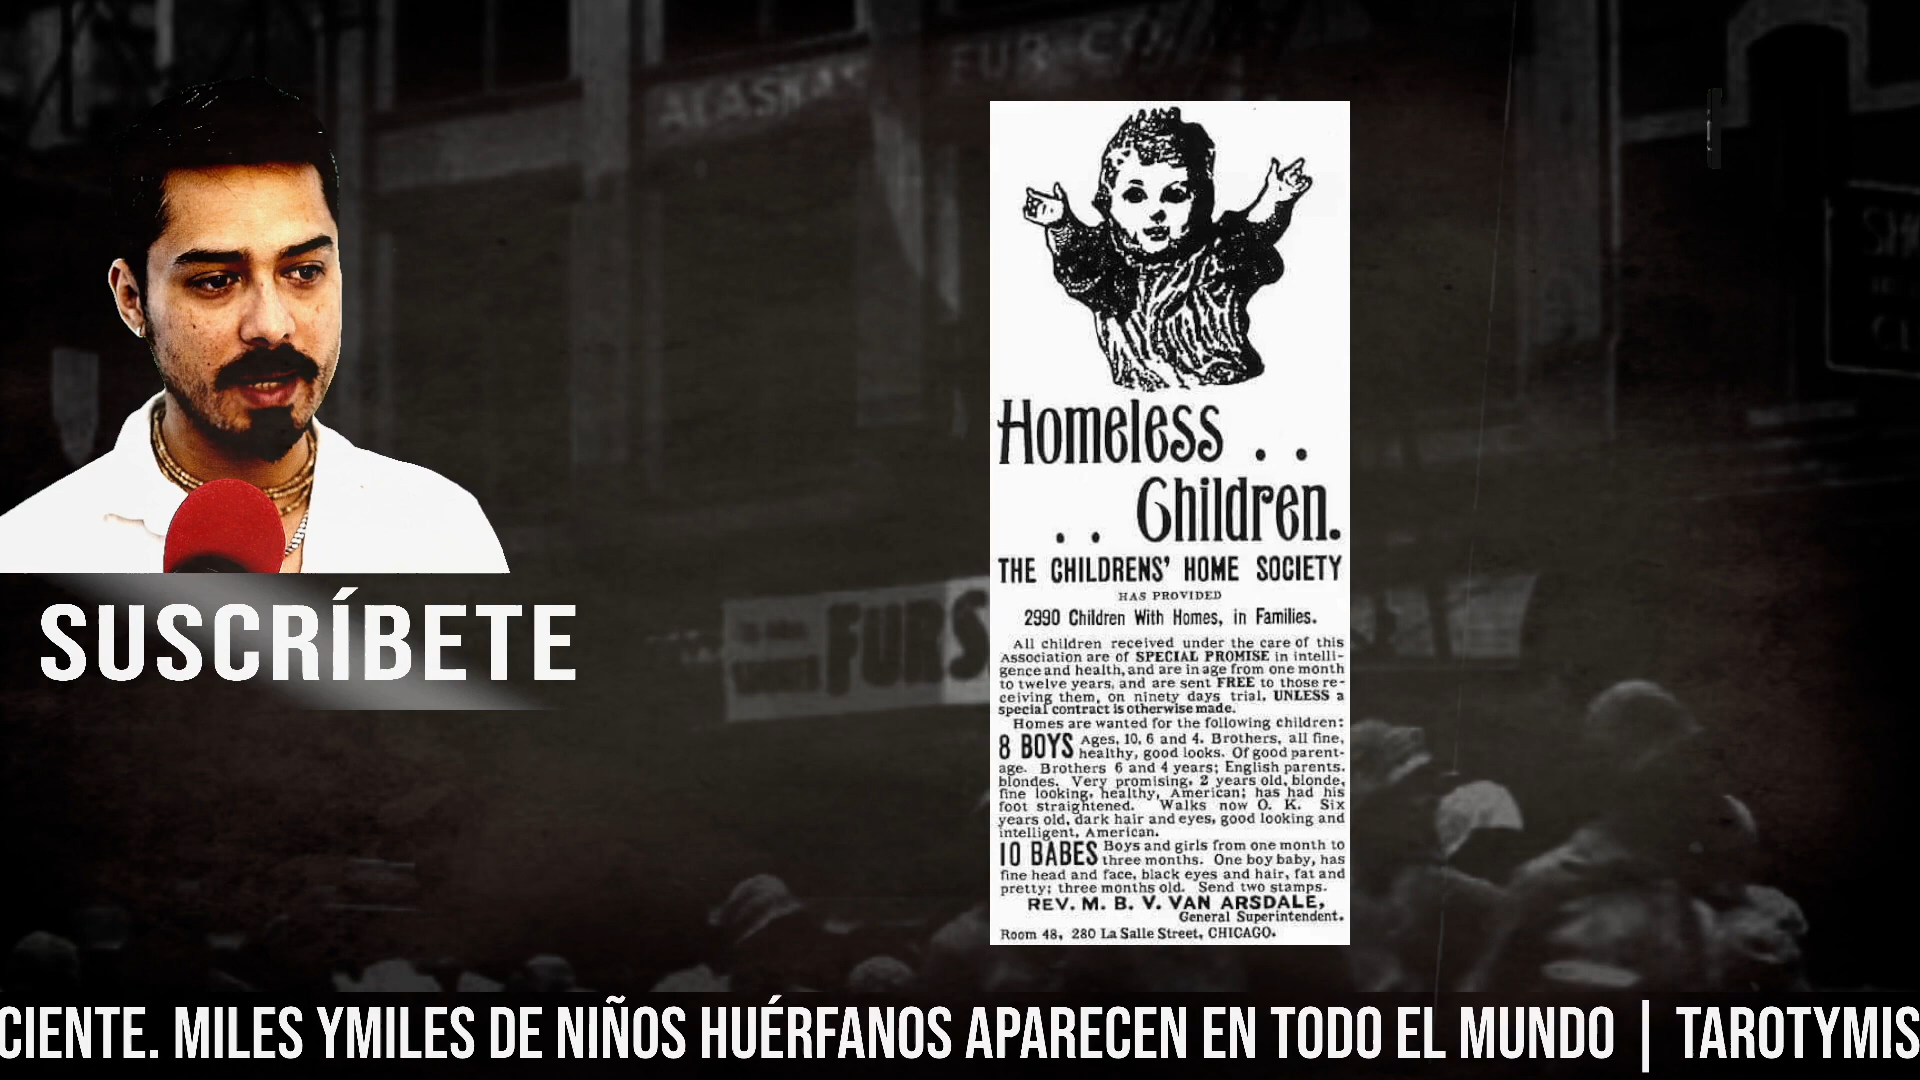 ALASKA
FUR CO
FURS
SUSCRÍBETE
Homeless . .
. . Children.
THE CHILDRENS' HOME SOCIETY
HAS PROVIDED
2990 Children With Homes, in Families.
All children received under the care of this
Association are of SPECIAL PROMISE in intelli-
gence and health, and are in age from one month
to twelve years, and are sent FREE to those re-
ceiving them, on ninety days trial, UNLESS a
special contract is otherwise made.
Homes are wanted for the following children:
8 BOYS Ages, 10, 6 and 4. Brothers, all fine,
healthy, good looks. Of good parent-
age. Brothers 6 and 4 years; English parents.
blondes. Very promising, 2 years old, blonde,
fine looking, healthy, American; has had his
foot straightened. Walks now O. K. Six
years old, dark hair and eyes, good looking and
intelligent, American.
10 BABES Boys and girls from one month to
three months. One boy baby, has
fine head and face, black eyes and hair, fat and
pretty; three months old. Send two stamps.
REV. M. B. V. VAN ARSDALE,
General Superintendent.
Room 48, 280 La Salle Street, CHICAGO.
CIENTE. MILES YMILES DE NIÑOS HUÉRFANOS APARECEN EN TODO EL MUNDO | TAROTYMIS